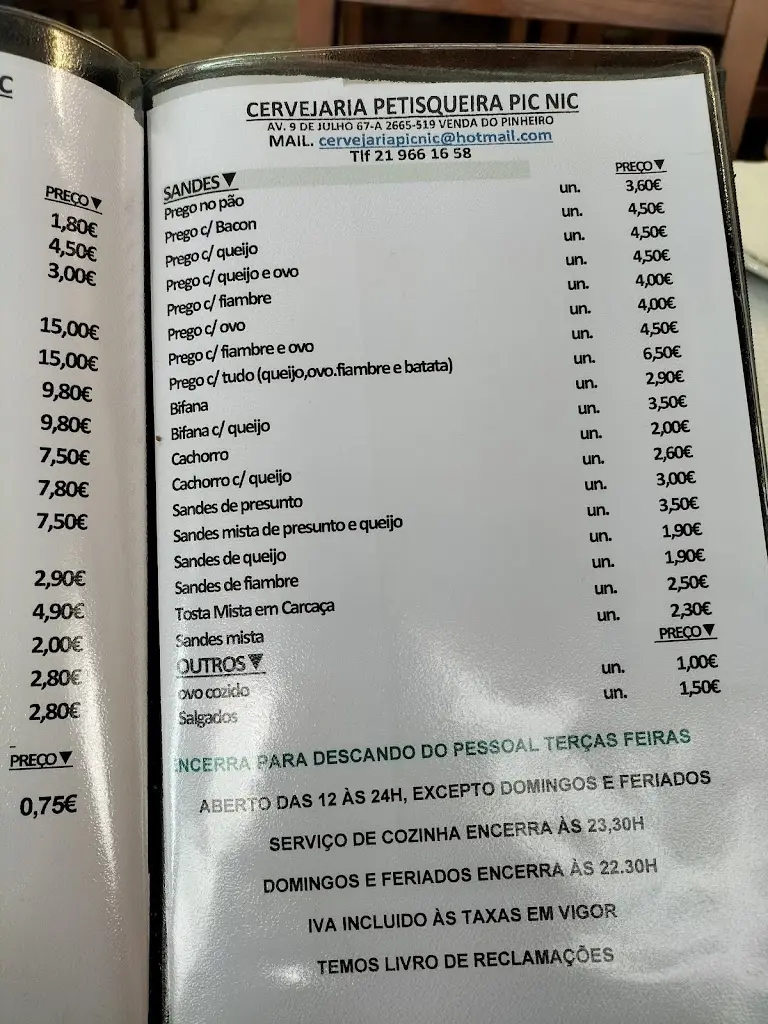 C
PREÇO
1,80€
4,50€
3,00€
15,00€
15,00€
9,80€
9,80€
7,50€
7,80€
7,50€
2,90€
4,90€
2,00€
2,80€
2,80€
PREÇO
0,75€
CERVEJARIA PETISQUEIRA PIC NIC
AV. 9 DE JULHO 67-A 2665-519 VENDA DO PINHEIRO
MAIL. cervejariapicnic@hotmail.com
Tlf 21 966 16 58
SANDES PREÇO
Prego no pão un. 3,60€
Prego c/ Bacon un. 4,50€
Prego c/ queijo un. 4,50€
Prego c/ queijo e ovo un. 4,50€
Prego c/ fiambre un. 4,00€
Prego c/ ovo un. 4,00€
Prego c/ fiambre e ovo un. 4,50€
Prego c/ tudo (queijo,ovo.fiambre e batata) un. 6,50€
Bifana un. 2,90€
Bifana c/ queijo un. 3,50€
Cachorro un. 2,00€
Cachorro c/ queijo un. 2,60€
Sandes de presunto un. 3,00€
Sandes mista de presunto e queijo un. 3,50€
Sandes de queijo un. 1,90€
Sandes de fiambre un. 1,90€
Tosta Mista em Carcaça un. 2,50€
Sandes mista un. 2,30€
OUTROS PREÇO
ovo cozido un. 1,00€
Salgados un. 1,50€
ENCERRA PARA DESCANDO DO PESSOAL TERÇAS FEIRAS
ABERTO DAS 12 ÀS 24H, EXCEPTO DOMINGOS E FERIADOS
SERVIÇO DE COZINHA ENCERRA ÀS 23,30H
DOMINGOS E FERIADOS ENCERRA ÀS 22.30H
IVA INCLUIDO ÀS TAXAS EM VIGOR
TEMOS LIVRO DE RECLAMAÇÕES